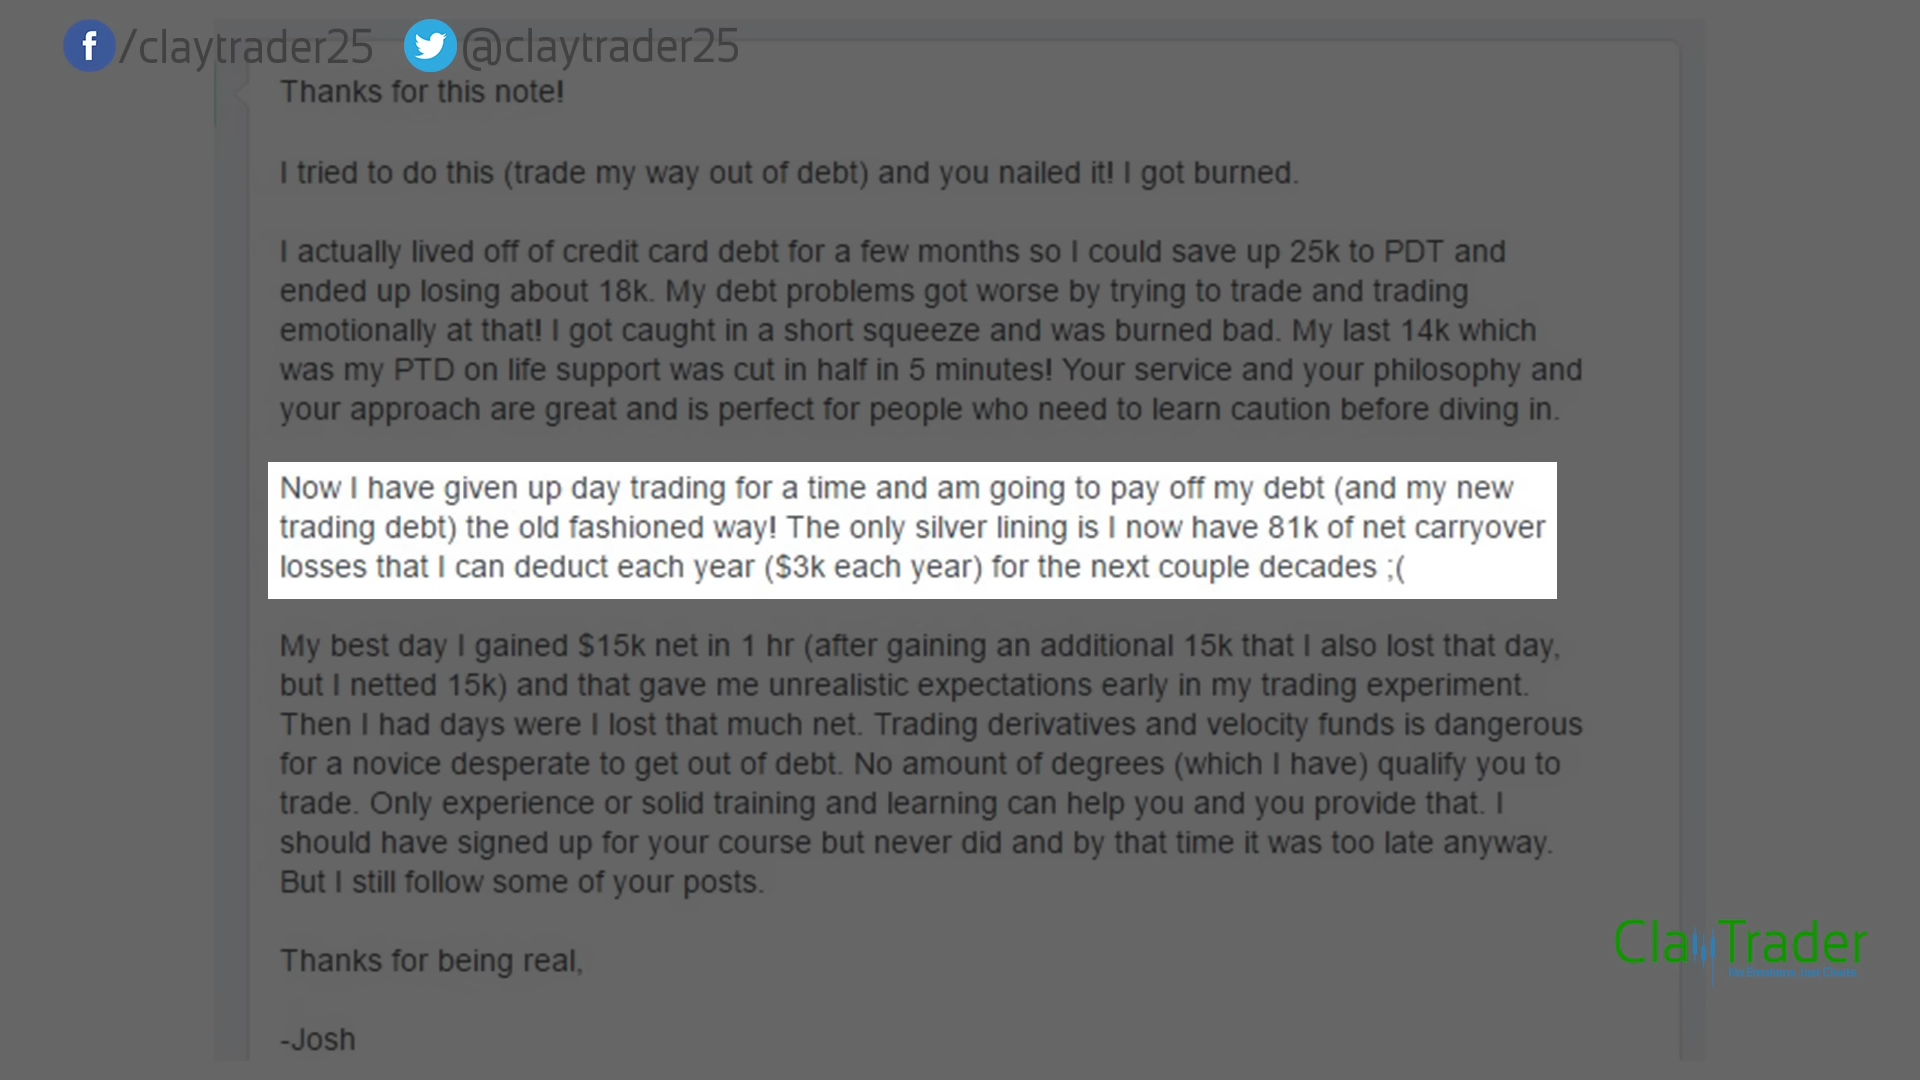 f/claytrader25 @claytrader25
Thanks for this note!
I tried to do this (trade my way out of debt) and you nailed it! I got burned.
I actually lived off of credit card debt for a few months so I could save up 25k to PDT and
ended up losing about 18k. My debt problems got worse by trying to trade and trading
emotionally at that! I got caught in a short squeeze and was burned bad. My last 14k which
was my PTD on life support was cut in half in 5 minutes! Your service and your philosophy and
your approach are great and is perfect for people who need to learn caution before diving in.
Now I have given up day trading for a time and am going to pay off my debt (and my new
trading debt) the old fashioned way! The only silver lining is I now have 81k of net carryover
losses that I can deduct each year ($3k each year) for the next couple decades ;(
My best day I gained $15k net in 1 hr (after gaining an additional 15k that I also lost that day,
but I netted 15k) and that gave me unrealistic expectations early in my trading experiment.
Then I had days were I lost that much net. Trading derivatives and velocity funds is dangerous
for a novice desperate to get out of debt. No amount of degrees (which I have) qualify you to
trade. Only experience or solid training and learning can help you and you provide that. I
should have signed up for your course but never did and by that time it was too late anyway.
But I still follow some of your posts.
Thanks for being real,
-Josh
ClayTrader
No Emotions. Just Charts.